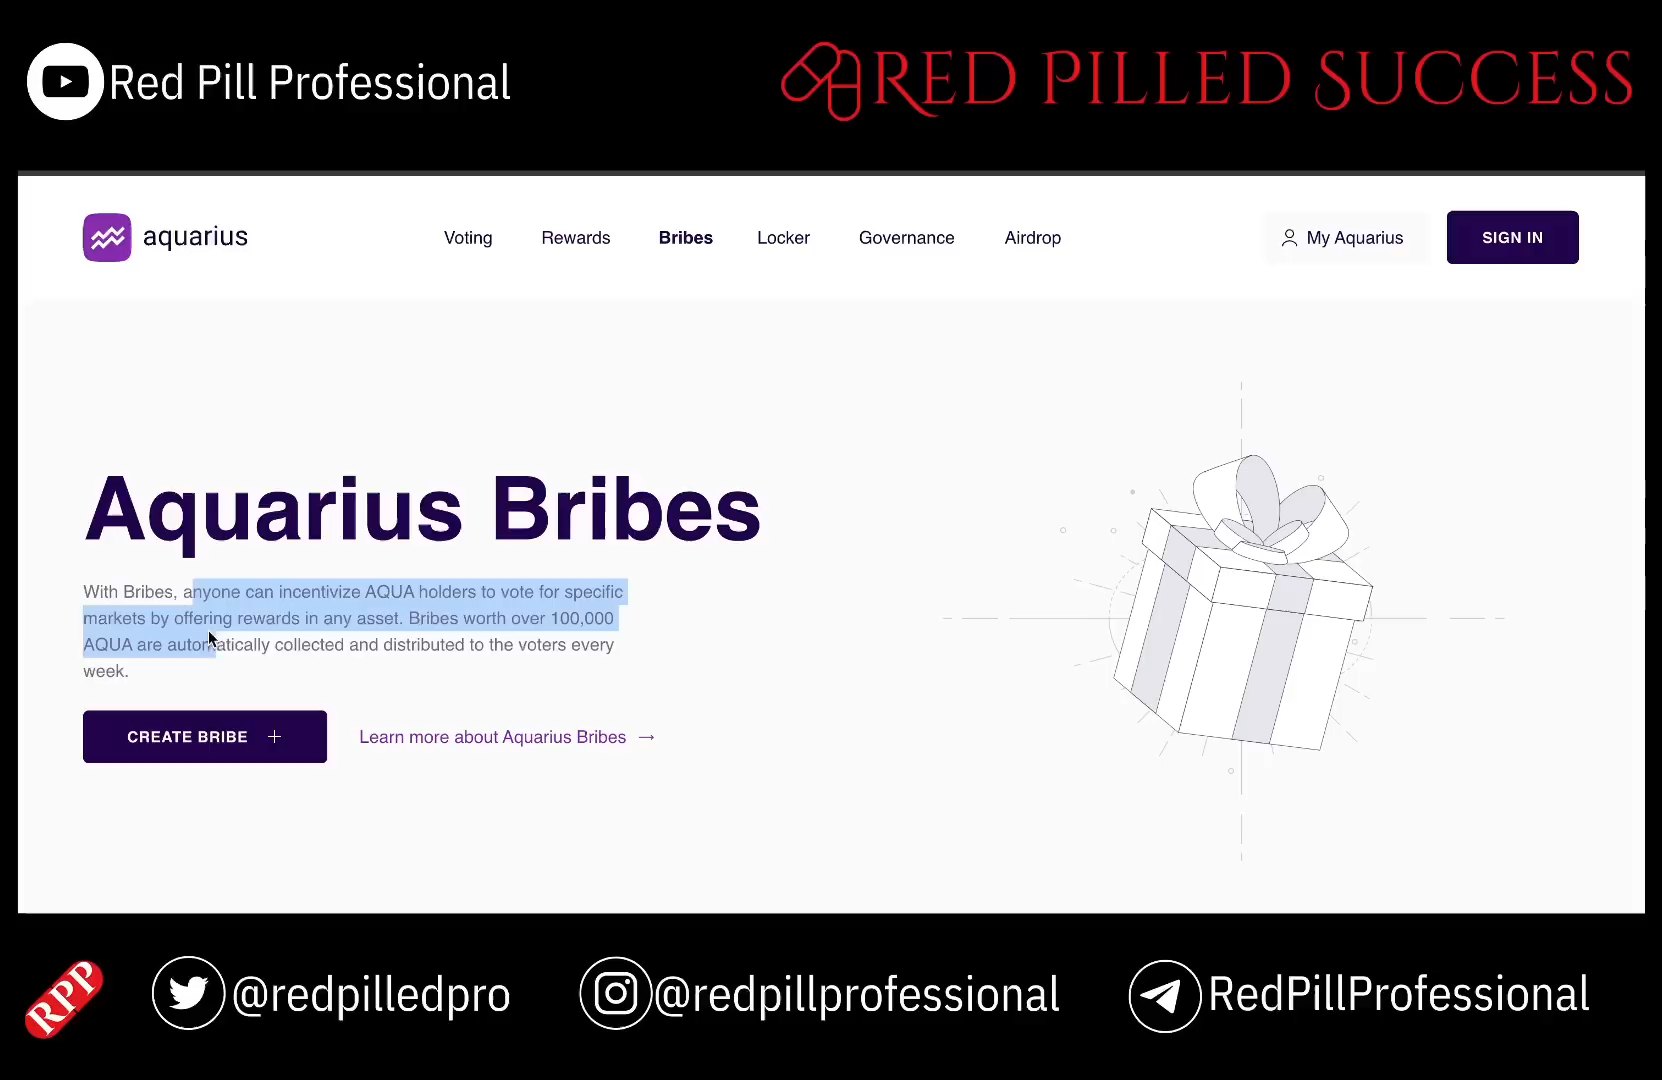 Red Pill Professional
RED PILLED SUCCESS
aquarius
Voting
Rewards
Bribes
Locker
Governance
Airdrop
My Aquarius
SIGN IN
Aquarius Bribes
With Bribes, anyone can incentivize AQUA holders to vote for specific
markets by offering rewards in any asset. Bribes worth over 100,000
AQUA are automatically collected and distributed to the voters every
week.
CREATE BRIBE +
Learn more about Aquarius Bribes →
RPP
@redpilledpro
@redpillprofessional
RedPillProfessional